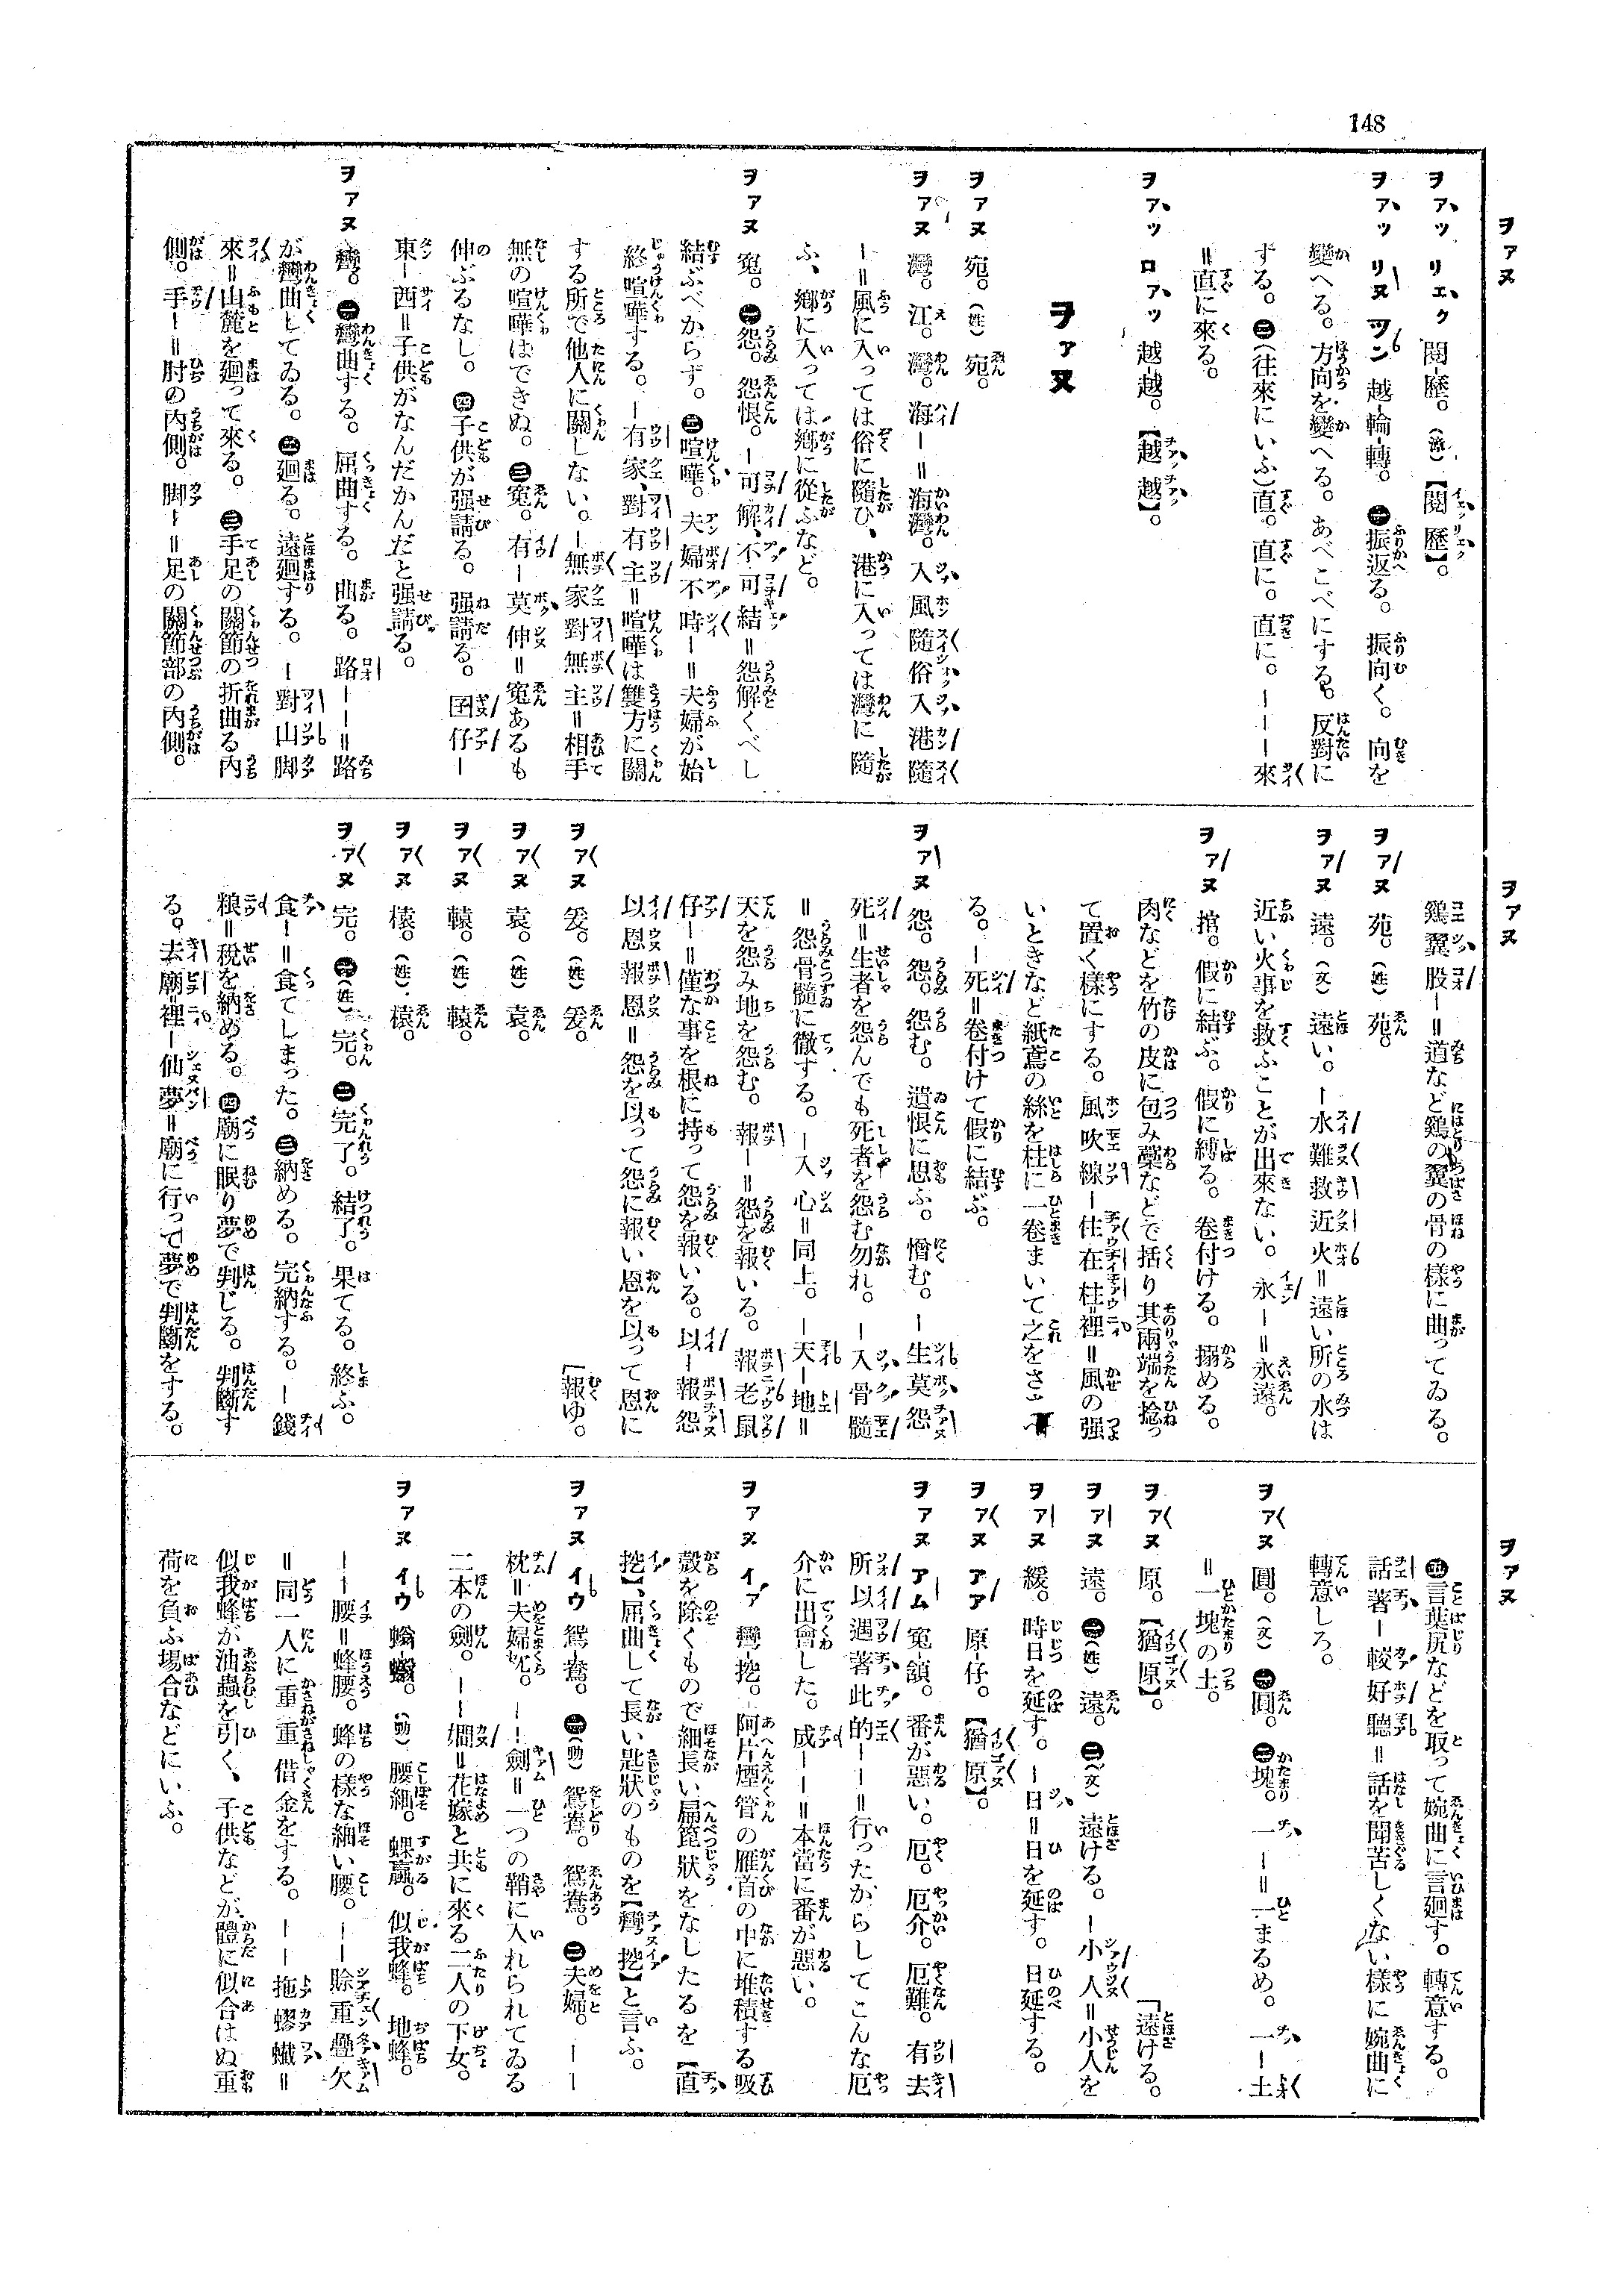 148
ヲァヌ
ヲァッ リェク 閱-歷。(游)【閱歷】。
ヲァッ リヌ ツン 越-輪-轉。㊀振返る。振向く。向を
變へる。方向を變へる。あべこべにする。反對に
ずる。㊁(往來にいふ)直。直に。直に。ーーー來
=直に來る。
ヲァッ ロァッ 越-越。【越越】。
ヲァヌ
ヲァヌ 宛。(姓)宛。
ヲァヌ 灣。江。灣。海ー=海灣。入風隨俗入港隨
ー=風に入っては俗に隨ひ、港に入っては灣に隨
ふ、鄕に入っては鄕に從ふなど。
ヲァヌ 寃。㊀怨。怨恨。ー可解、不可結=怨解くべし
結ぶべからず。㊁喧嘩。夫婦不時ー=夫婦が始
終喧嘩する。ー有家、對有主=喧嘩は雙方に關
する所で他人に關しない。ー無家對無主=相手
無の喧嘩はできぬ。㊂寃。有ー莫伸=寃あるも
伸ぶるなし。㊃子供が强請る。强請る。囝仔ー
東ー西=子供がなんだかんだと强請る。
ヲァヌ 彎。㊀彎曲する。屈曲する。曲る。路ーー=路
が彎曲してゐる。㊁廻る。遠廻する。ー對山脚
來=山麓を廻って來る。㊂手足の關節の折曲る內
側。手ー=肘の內側。脚ー=足の關節部の內側。
ヲァヌ
鷄翼股ー=道など鷄の翼の骨の樣に曲ってゐる。
ヲァヌ 苑。(姓)苑。
ヲァヌ 遠。(文)遠い。ー水難救近火=遠い所の水は
近い火事を救ふことが出來ない。永ー=永遠。
ヲァヌ 捾。假に結ぶ。假に縛る。卷付ける。搦める。
肉などを竹の皮に包み藁などで括り其兩端を捻っ
て置く樣にする。風吹線ー住在柱-裡=風の强
いときなど紙鳶の絲を柱に一卷まいて之をさす
る。ー死=卷付けて假に結ぶ。
ヲァヌ 怨。怨。怨む。遺恨に思ふ。憎む。ー生莫怨
死=生者を怨んでも死者を怨む勿れ。ー入骨髓
=怨骨髓に徹する。ー入心=同上。ー天ー地=
天を怨み地を怨む。報ー=怨を報いる。報老鼠
仔ー=僅な事を根に持って怨を報いる。以ー報怨
以恩報恩=怨を以って怨に報い恩を以って恩に
[報ゆ。
ヲァヌ 爰。(姓)爰。
ヲァヌ 袁。(姓)袁。
ヲァヌ 轅。(姓)轅。
ヲァヌ 榬。(姓)榬。
ヲァヌ 完。㊀(姓)完。㊁完了。結了。果てる。終ふ。
食ー=食てしまった。㊂納める。完納する。ー錢
粮=稅を納める。㊃廟に眠り夢で判じる。判斷す
る。去廟-裡ー仙夢=廟に行って夢で判斷をする。
ヲァヌ
㊄言葉尻などを取って婉曲に言廻す。轉意する。
話著ー較好聽=話を聞苦しくない樣に婉曲に
轉意しろ。
ヲァヌ 圓。(文)㊀圓。㊁塊。一ー=一まるめ。一ー土
=一塊の土。
ヲァヌ 原。【猶原】。
[遠ける。
ヲァヌ 遠。㊀(姓)遠。㊁(文)遠ける。ー小人=小人を
ヲァヌ 緩。時日を延す。ー日=日を延す。日延する。
ヲァヌ アア 原-仔。【猶原】。
ヲァヌ アム 寃-頷。番が惡い。厄。厄介。厄難。有去
所以遇著此的ーー=行ったからしてこんな厄
介に出會した。成ーー=本當に番が惡い。
ヲァヌ イァ 彎-挖。阿片煙管の雁首の中に堆積する吸
殼を除くもので細長い扁箆狀をなしたるを【直
挖】、屈曲して長い匙狀のものを【彎挖】と言ふ。
ヲァヌ イウ 鴛-鴦。㊀(動)鴛鴦。鴛鴦。㊁夫婦。ーー
枕=夫婦枕。ーー劍=一つの鞘に入れられてゐる
二本の劍。ーー嫺=花嫁と共に來る二人の下女。
ヲァヌ イウ 螉-蠮。(動)腰細。蜾蠃。似我蜂。地蜂。
ーー腰=蜂腰。蜂の樣な細い腰。ーー賒重疊欠
=同一人に重重借金をする。ーー拖蟉蠘=
似我蜂が油蟲を引く、子供などが體に似合はぬ重
荷を負ふ場合などにいふ。